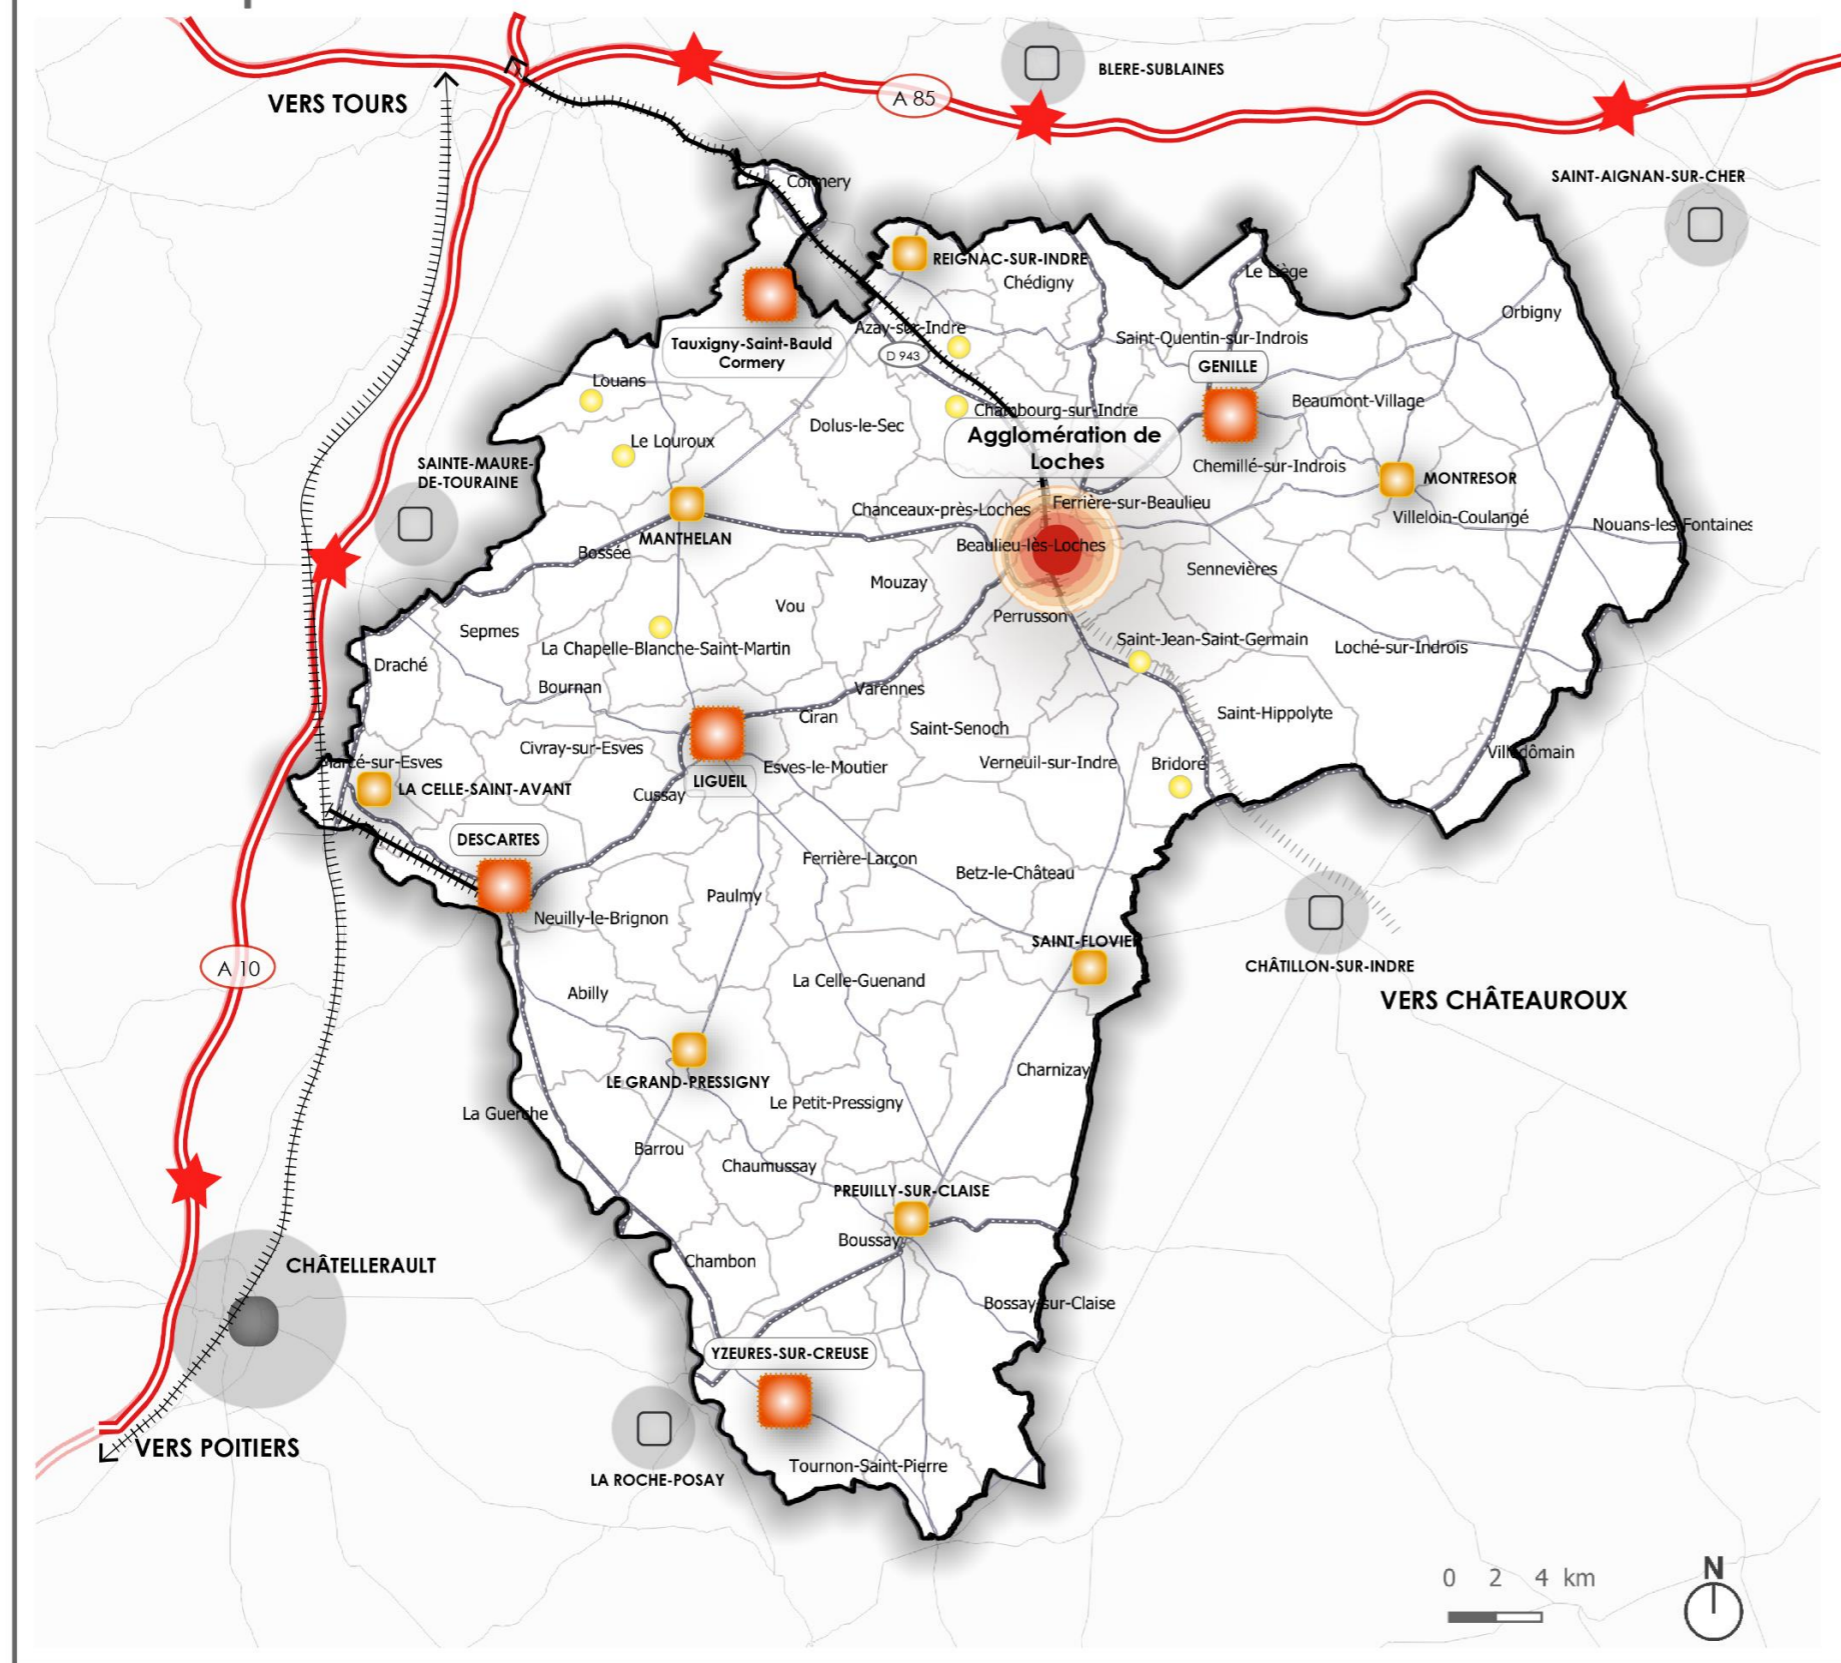 BLERE-SUBLAINES
A 85
VERS TOURS
SAINT-AIGNAN-SUR-CHER
Cormery
REIGNAC-SUR-INDRE
Le Liège
Chédigny
Orbigny
Azay-sur-Indre
Saint-Quentin-sur-Indrois
Tauxigny-Saint-Bauld
Cormery
D 943
GENILLE
Louans
Beaumont-Village
Chambourg-sur-Indre
Dolus-le-Sec
Agglomération de
Loches
Le Louroux
SAINTE-MAURE-
DE-TOURAINE
Chemillé-sur-Indrois
MONTRESOR
Ferrière-sur-Beaulieu
Chanceaux-près-Loches
Villeloin-Coulangé
Nouans-les-Fontaines
MANTHELAN
Beaulieu-lès-Loches
Bossée
Sennevières
Mouzay
Vou
Perrusson
Sepmes
Saint-Jean-Saint-Germain
La Chapelle-Blanche-Saint-Martin
Loché-sur-Indrois
Draché
Bournan
Varennes
Ciran
Saint-Hippolyte
Saint-Senoch
Civray-sur-Esves
Villedômain
Marcé-sur-Esves
Esves-le-Moutier
Verneuil-sur-Indre
Bridoré
LIGUEIL
LA CELLE-SAINT-AVANT
Cussay
DESCARTES
Ferrière-Larçon
Betz-le-Château
Paulmy
Neuilly-le-Brignon
SAINT-FLOVIER
A 10
CHÂTILLON-SUR-INDRE
La Celle-Guenand
Abilly
VERS CHÂTEAUROUX
Charnizay
LE GRAND-PRESSIGNY
Le Petit-Pressigny
La Guerche
Barrou
Chaumussay
PREUILLY-SUR-CLAISE
Boussay
CHÂTELLERAULT
Chambon
Bossay-sur-Claise
YZEURES-SUR-CREUSE
VERS POITIERS
Tournon-Saint-Pierre
LA ROCHE-POSAY
N
0 2 4 km